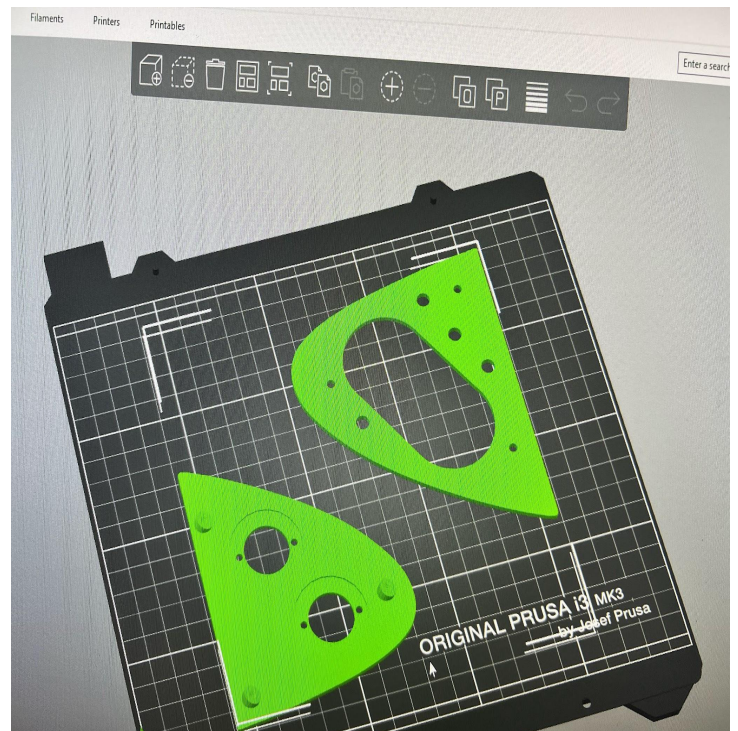 Filaments
Printers
Printables
Enter a search
ORIGINAL PRUSA i3 MK3
by Josef Prusa